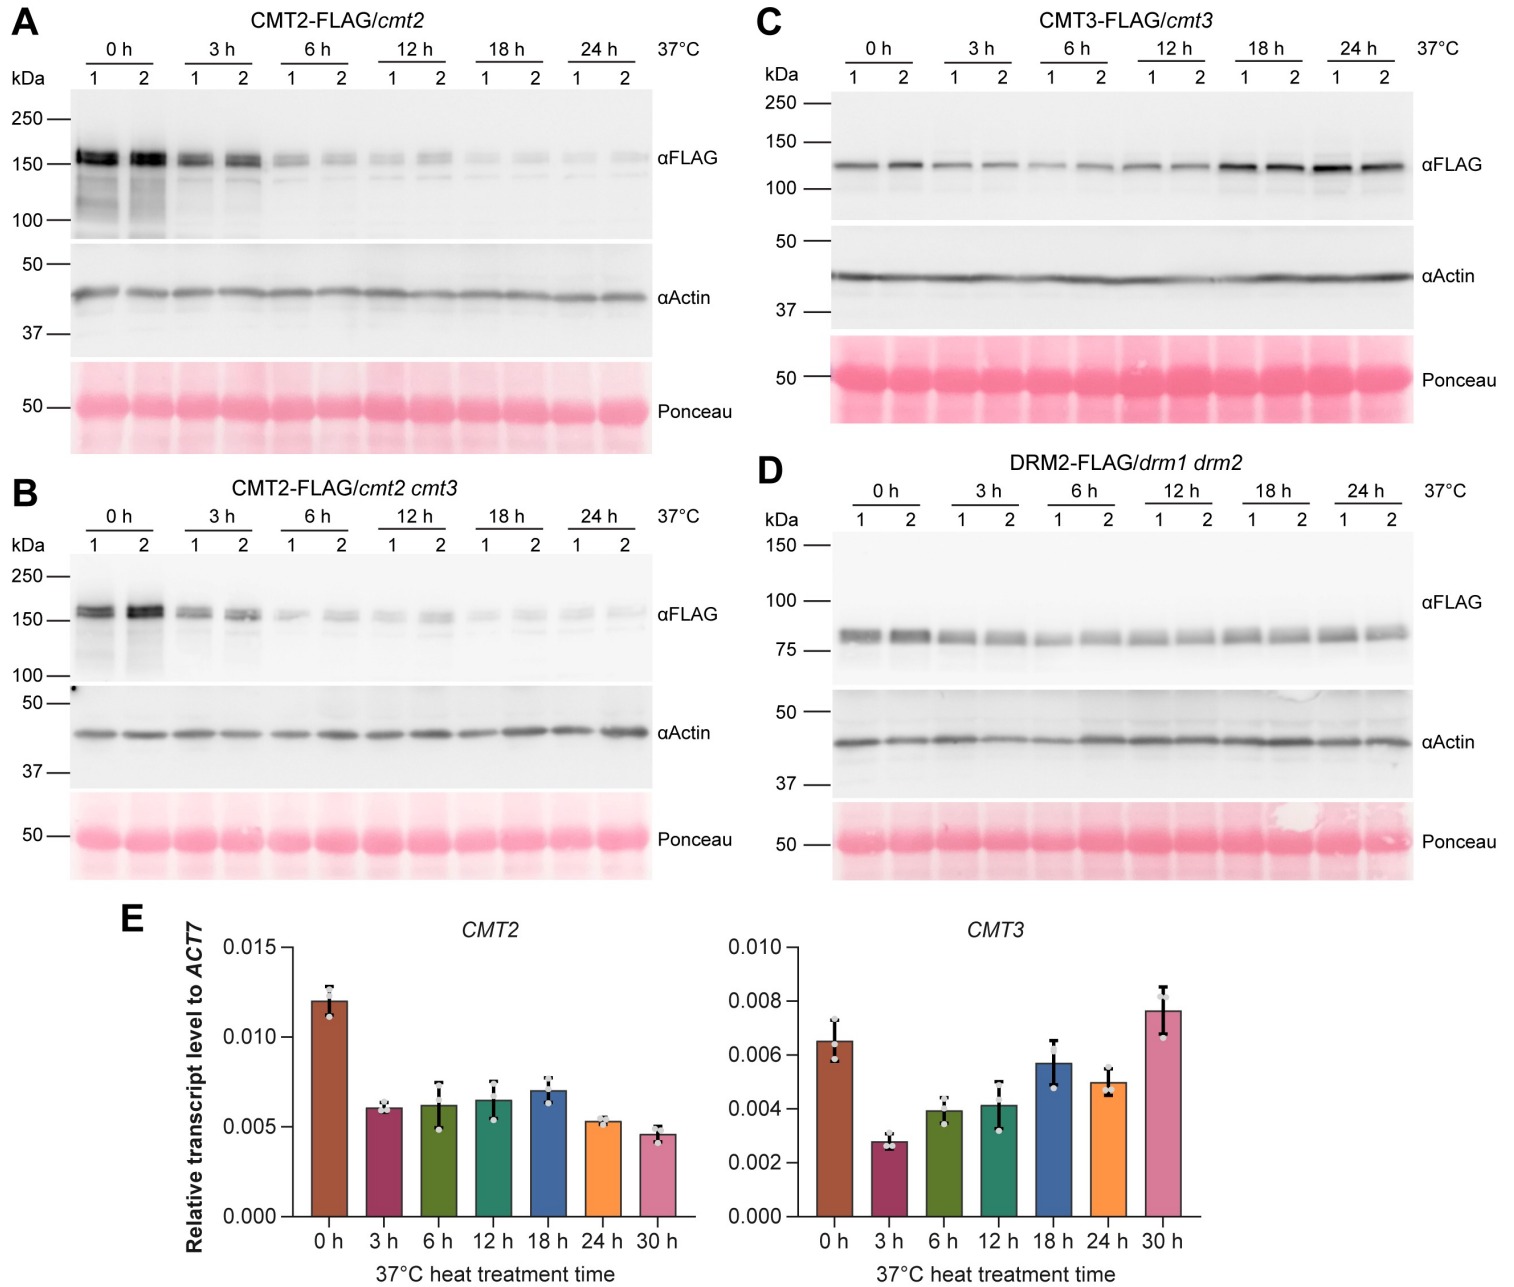 A
CMT2-FLAG/cmt2
0 h 3 h 6 h 12 h 18 h 24 h 37°C
kDa 1 2 1 2 1 2 1 2 1 2 1 2
250
150 αFLAG
100
50
αActin
37
50 Ponceau
B
CMT2-FLAG/cmt2 cmt3
0 h 3 h 6 h 12 h 18 h 24 h 37°C
kDa 1 2 1 2 1 2 1 2 1 2 1 2
250
150 αFLAG
100
50
αActin
37
50 Ponceau
C
CMT3-FLAG/cmt3
0 h 3 h 6 h 12 h 18 h 24 h 37°C
kDa 1 2 1 2 1 2 1 2 1 2 1 2
250
150
αFLAG
100
50
αActin
37
50 Ponceau
D
DRM2-FLAG/drm1 drm2
0 h 3 h 6 h 12 h 18 h 24 h 37°C
kDa 1 2 1 2 1 2 1 2 1 2 1 2
150
100 αFLAG
75
50
αActin
37
50 Ponceau
E
Relative transcript level to ACT7
CMT2
0.015
0.010
0.005
0.000
0 h 3 h 6 h 12 h 18 h 24 h 30 h
37°C heat treatment time
CMT3
0.010
0.008
0.006
0.004
0.002
0.000
0 h 3 h 6 h 12 h 18 h 24 h 30 h
37°C heat treatment time